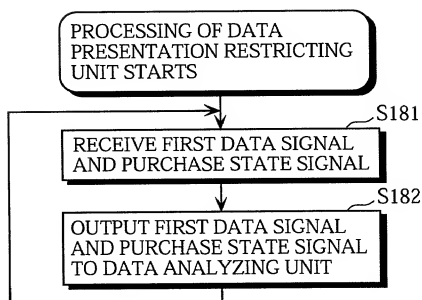 PROCESSING OF DATA
PRESENTATION RESTRICTING
UNIT STARTS
S181
RECEIVE FIRST DATA SIGNAL
AND PURCHASE STATE SIGNAL
S182
OUTPUT FIRST DATA SIGNAL
AND PURCHASE STATE SIGNAL
TO DATA ANALYZING UNIT